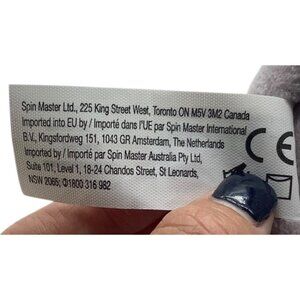 Spin Master Ltd., 225 King Street West, Toronto ON M5V 3M2 Canada
Imported into EU by / Importé dans l'UE par Spin Master International
B.V., Kingsfordweg 151, 1043 GR Amsterdam, The Netherlands
Imported by / Importé par Spin Master Australia Pty Ltd,
Suite 101, Level 1, 18-24 Chandos Street, St Leonards,
NSW 2065; ✆1800 316 982
CE